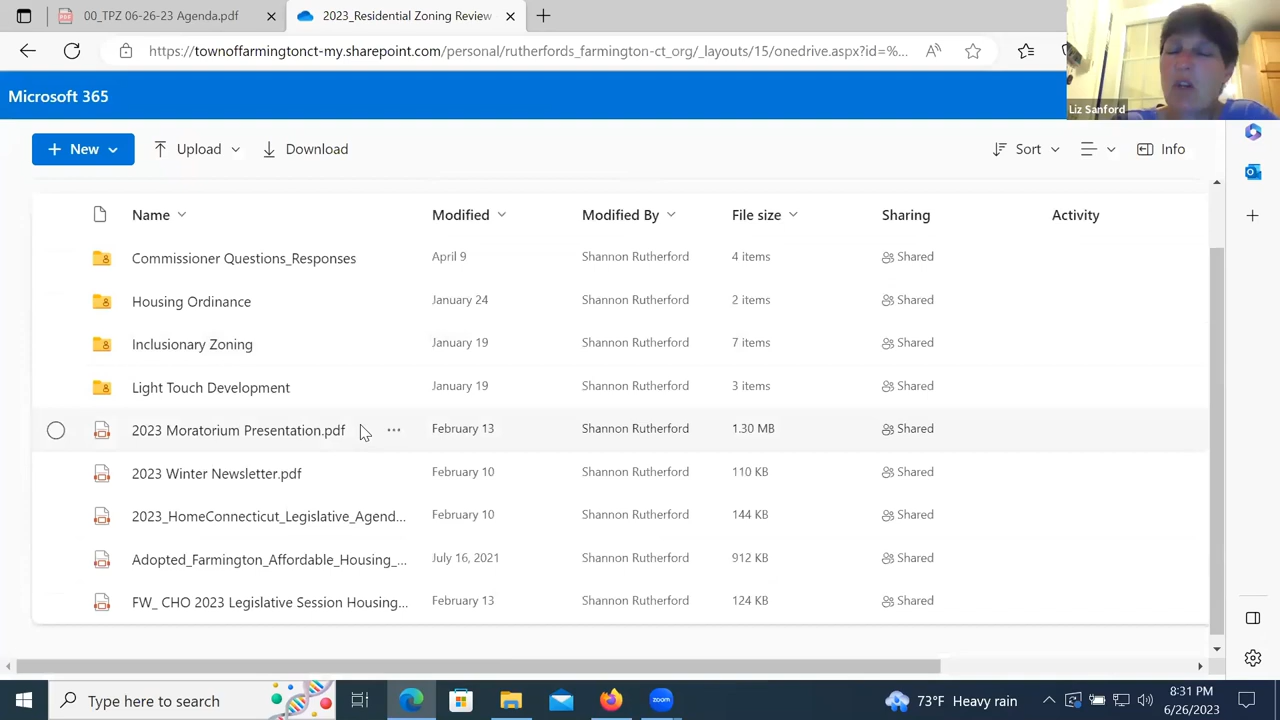 00_TPZ 06-26-23 Agenda.pdf
2023_Residential Zoning Review
https://townoffarmingtonct-my.sharepoint.com/personal/rutherfords_farmington-ct_org/_layouts/15/onedrive.aspx?id=%...
Liz Sanford
Microsoft 365
New Upload Download Sort Info
Name Modified Modified By File size Sharing Activity
Commissioner Questions_Responses April 9 Shannon Rutherford 4 items Shared
Housing Ordinance January 24 Shannon Rutherford 2 items Shared
Inclusionary Zoning January 19 Shannon Rutherford 7 items Shared
Light Touch Development January 19 Shannon Rutherford 3 items Shared
2023 Moratorium Presentation.pdf ... February 13 Shannon Rutherford 1.30 MB Shared
2023 Winter Newsletter.pdf February 10 Shannon Rutherford 110 KB Shared
2023_HomeConnecticut_Legislative_Agend... February 10 Shannon Rutherford 144 KB Shared
Adopted_Farmington_Affordable_Housing_... July 16, 2021 Shannon Rutherford 912 KB Shared
FW_ CHO 2023 Legislative Session Housing... February 13 Shannon Rutherford 124 KB Shared
Type here to search
zoom
73°F Heavy rain
8:31 PM
6/26/2023